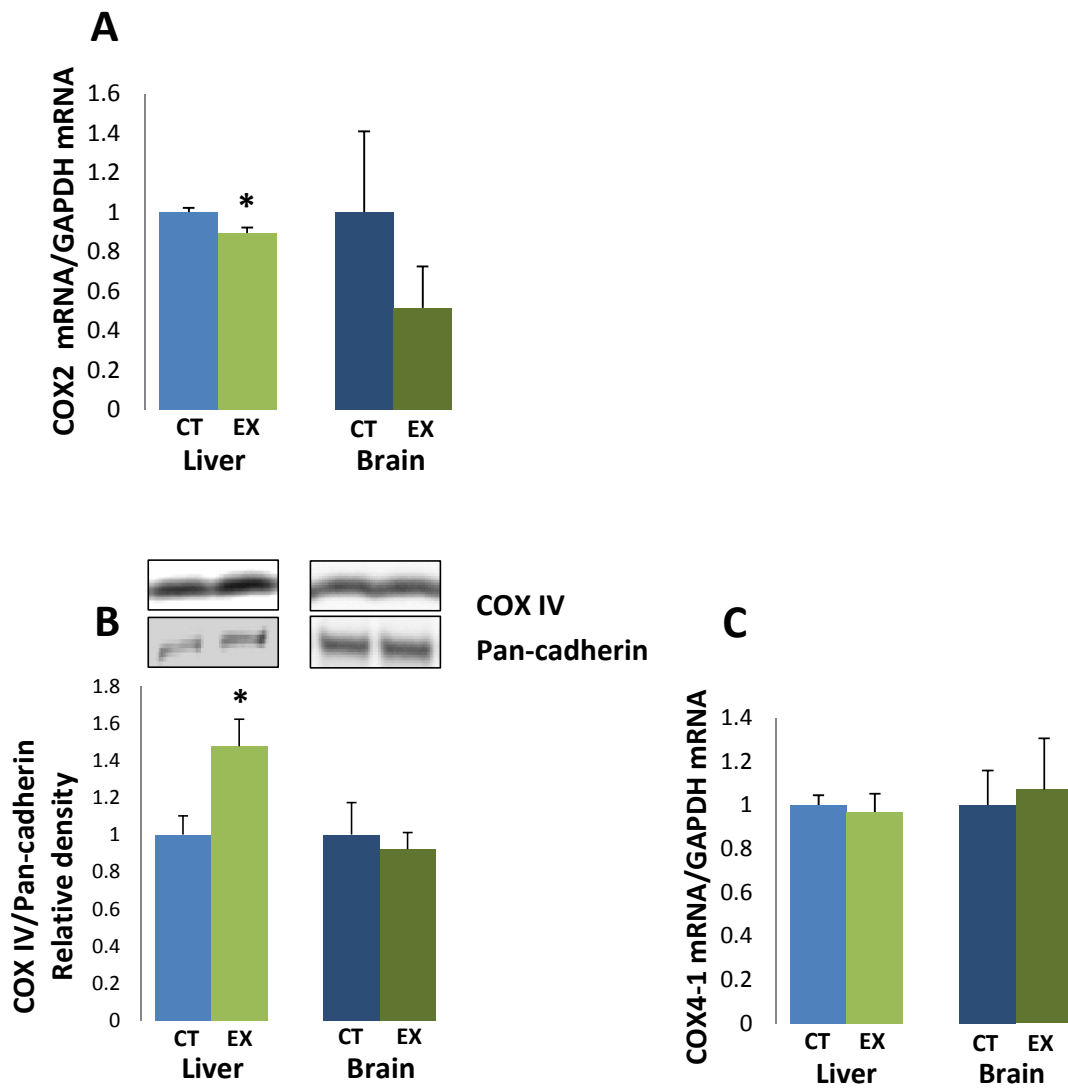 A
COX2 mRNA/GAPDH mRNA
1.6
1.4
1.2
1
0.8
0.6
0.4
0.2
0
*
CT EX CT EX
Liver Brain
B
COX IV
Pan-cadherin
COX IV/Pan-cadherin
Relative density
1.8
1.6
1.4
1.2
1
0.8
0.6
0.4
0.2
0
*
CT EX CT EX
Liver Brain
C
COX4-1 mRNA/GAPDH mRNA
1.4
1.2
1
0.8
0.6
0.4
0.2
0
CT EX CT EX
Liver Brain